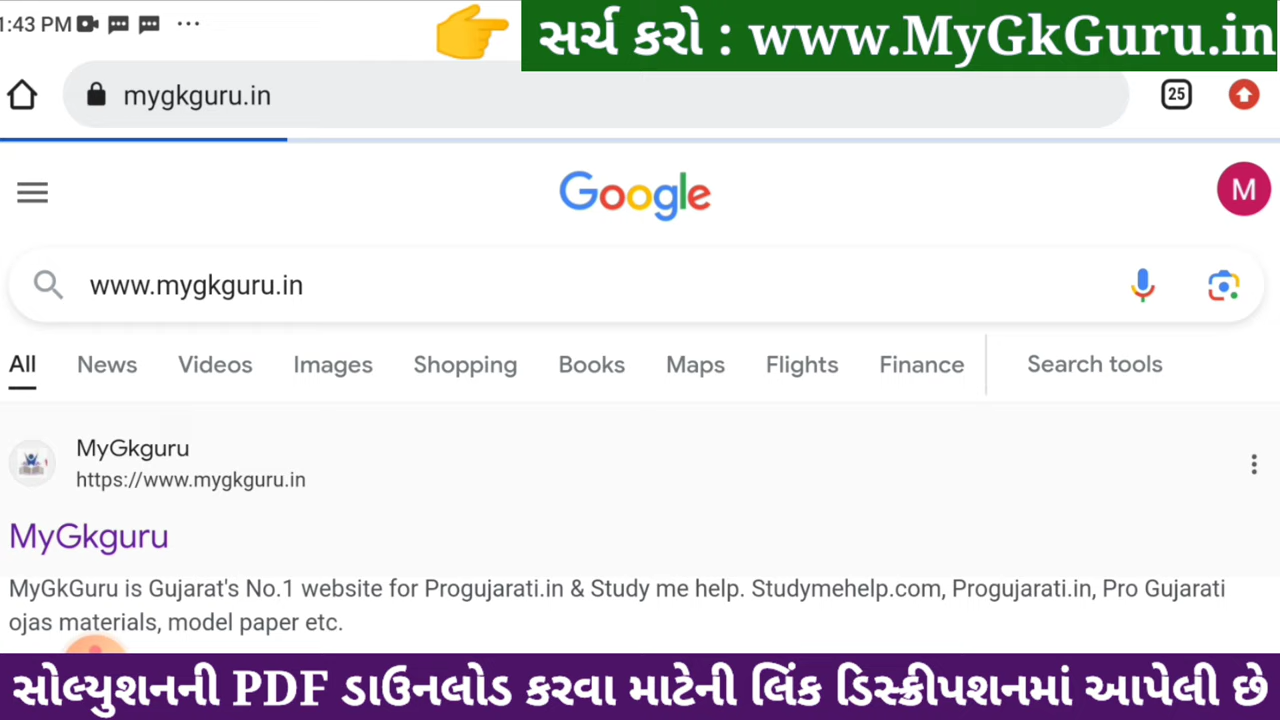 1:43 PM
👉 સર્ચ કરો : www.MyGkGuru.in
mygkguru.in
25
Google
M
www.mygkguru.in
All News Videos Images Shopping Books Maps Flights Finance Search tools
MyGkguru
https://www.mygkguru.in
MyGkguru
MyGkGuru is Gujarat's No.1 website for Progujarati.in & Study me help. Studymehelp.com, Progujarati.in, Pro Gujarati
ojas materials, model paper etc.
સોલ્યુશનની PDF ડાઉનલોડ કરવા માટેની લિંક ડિસ્ક્રીપશનમાં આપેલી છે